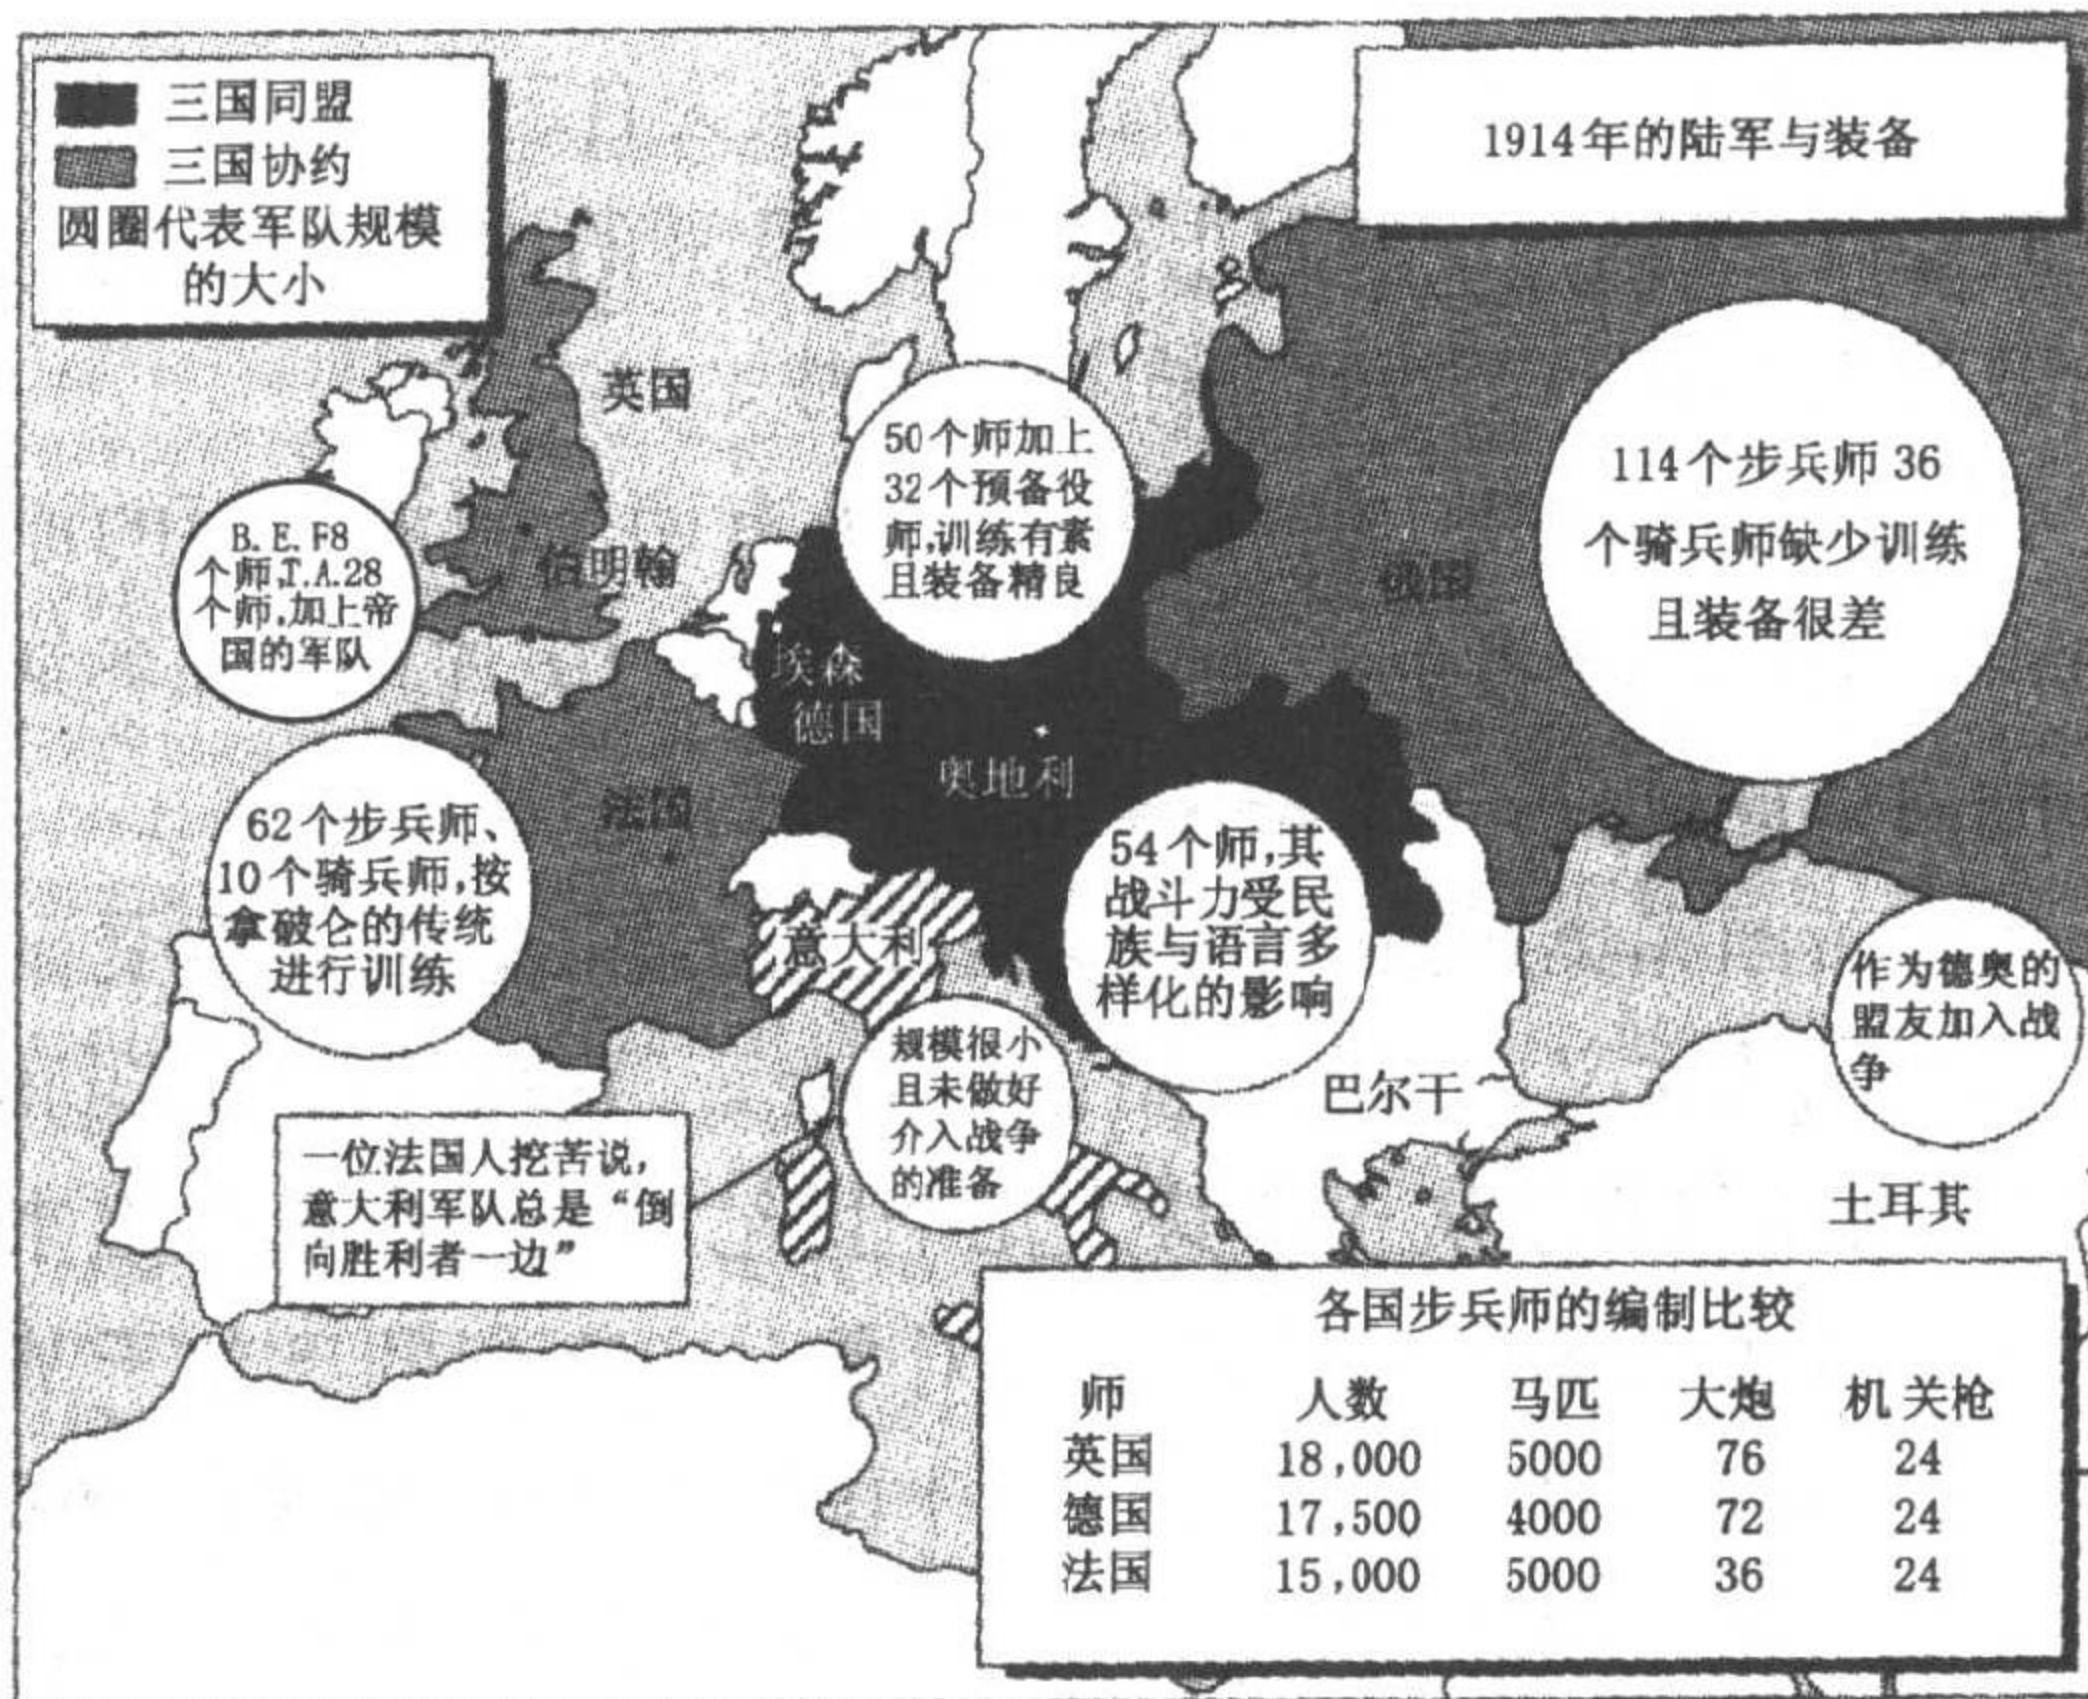 三国同盟
三国协约
圆圈代表军队规模
的大小
1914年的陆军与装备
英国
50个师加上
32个预备役
师,训练有素
且装备精良
114个步兵师36
个骑兵师缺少训练
且装备很差
B.E.F8
个师,T.A.28
个师,加上帝
国的军队
伯明翰
俄国
埃森
德国
奥地利
62个步兵师、
10个骑兵师,按
拿破仑的传统
进行训练
法国
54个师,其
战斗力受民
族与语言多
样化的影响
意大利
作为德奥的
盟友加入战
争
规模很小
且未做好
介入战争
的准备
巴尔干
一位法国人挖苦说,
意大利军队总是“倒
向胜利者一边”
土耳其
各国步兵师的编制比较
师 人数 马匹 大炮 机关枪
英国 18,000 5000 76 24
德国 17,500 4000 72 24
法国 15,000 5000 36 24